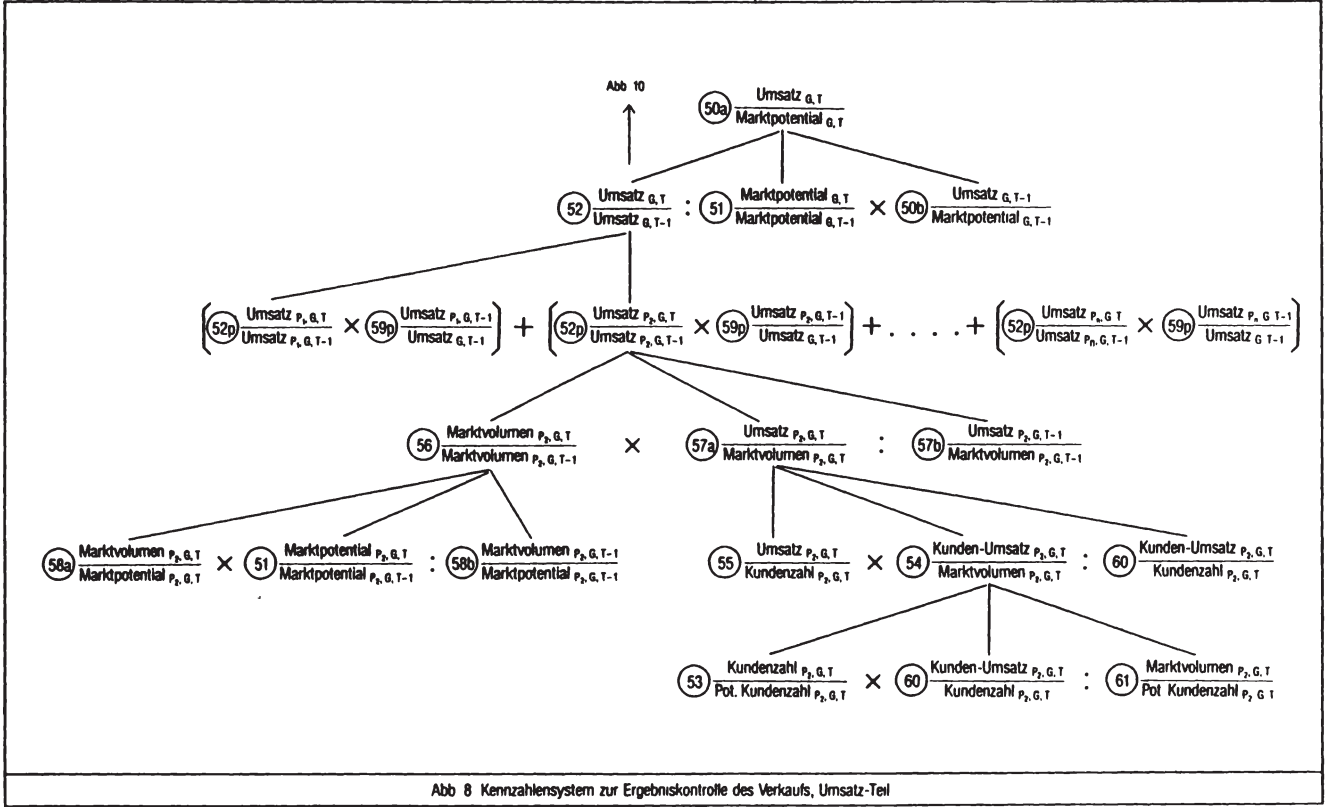 Abb 10
50a Umsatz G, T / Marktpotential G, T
52 Umsatz G, T / Umsatz G, T-1 : 51 Marktpotential G, T / Marktpotential G, T-1 × 50b Umsatz G, T-1 / Marktpotential G, T-1
(52p Umsatz P₁, G, T / Umsatz P₁, G, T-1 × 59p Umsatz P₁, G, T-1 / Umsatz G, T-1) + (52p Umsatz P₂, G, T / Umsatz P₂, G, T-1 × 59p Umsatz P₂, G, T-1 / Umsatz G, T-1) + . . . . + (52p Umsatz Pₙ, G T / Umsatz Pₙ, G, T-1 × 59p Umsatz Pₙ G T-1 / Umsatz G T-1)
56 Marktvolumen P₂, G, T / Marktvolumen P₂, G, T-1 × 57a Umsatz P₂, G, T / Marktvolumen P₂, G, T : 57b Umsatz P₂, G, T-1 / Marktvolumen P₂, G, T-1
58a Marktvolumen P₂, G, T / Marktpotential P₂, G, T × 51 Marktpotential P₂, G, T / Marktpotential P₂, G, T-1 : 58b Marktvolumen P₂, G, T-1 / Marktpotential P₂, G, T-1
55 Umsatz P₂, G, T / Kundenzahl P₂, G, T × 54 Kunden-Umsatz P₂, G, T / Marktvolumen P₂, G, T : 60 Kunden-Umsatz P₂, G, T / Kundenzahl P₂, G, T
53 Kundenzahl P₂, G, T / Pot. Kundenzahl P₂, G, T × 60 Kunden-Umsatz P₂, G, T / Kundenzahl P₂, G, T : 61 Marktvolumen P₂, G, T / Pot Kundenzahl P₂ G T
Abb 8 Kennzahlensystem zur Ergebniskontrolle des Verkaufs, Umsatz-Teil